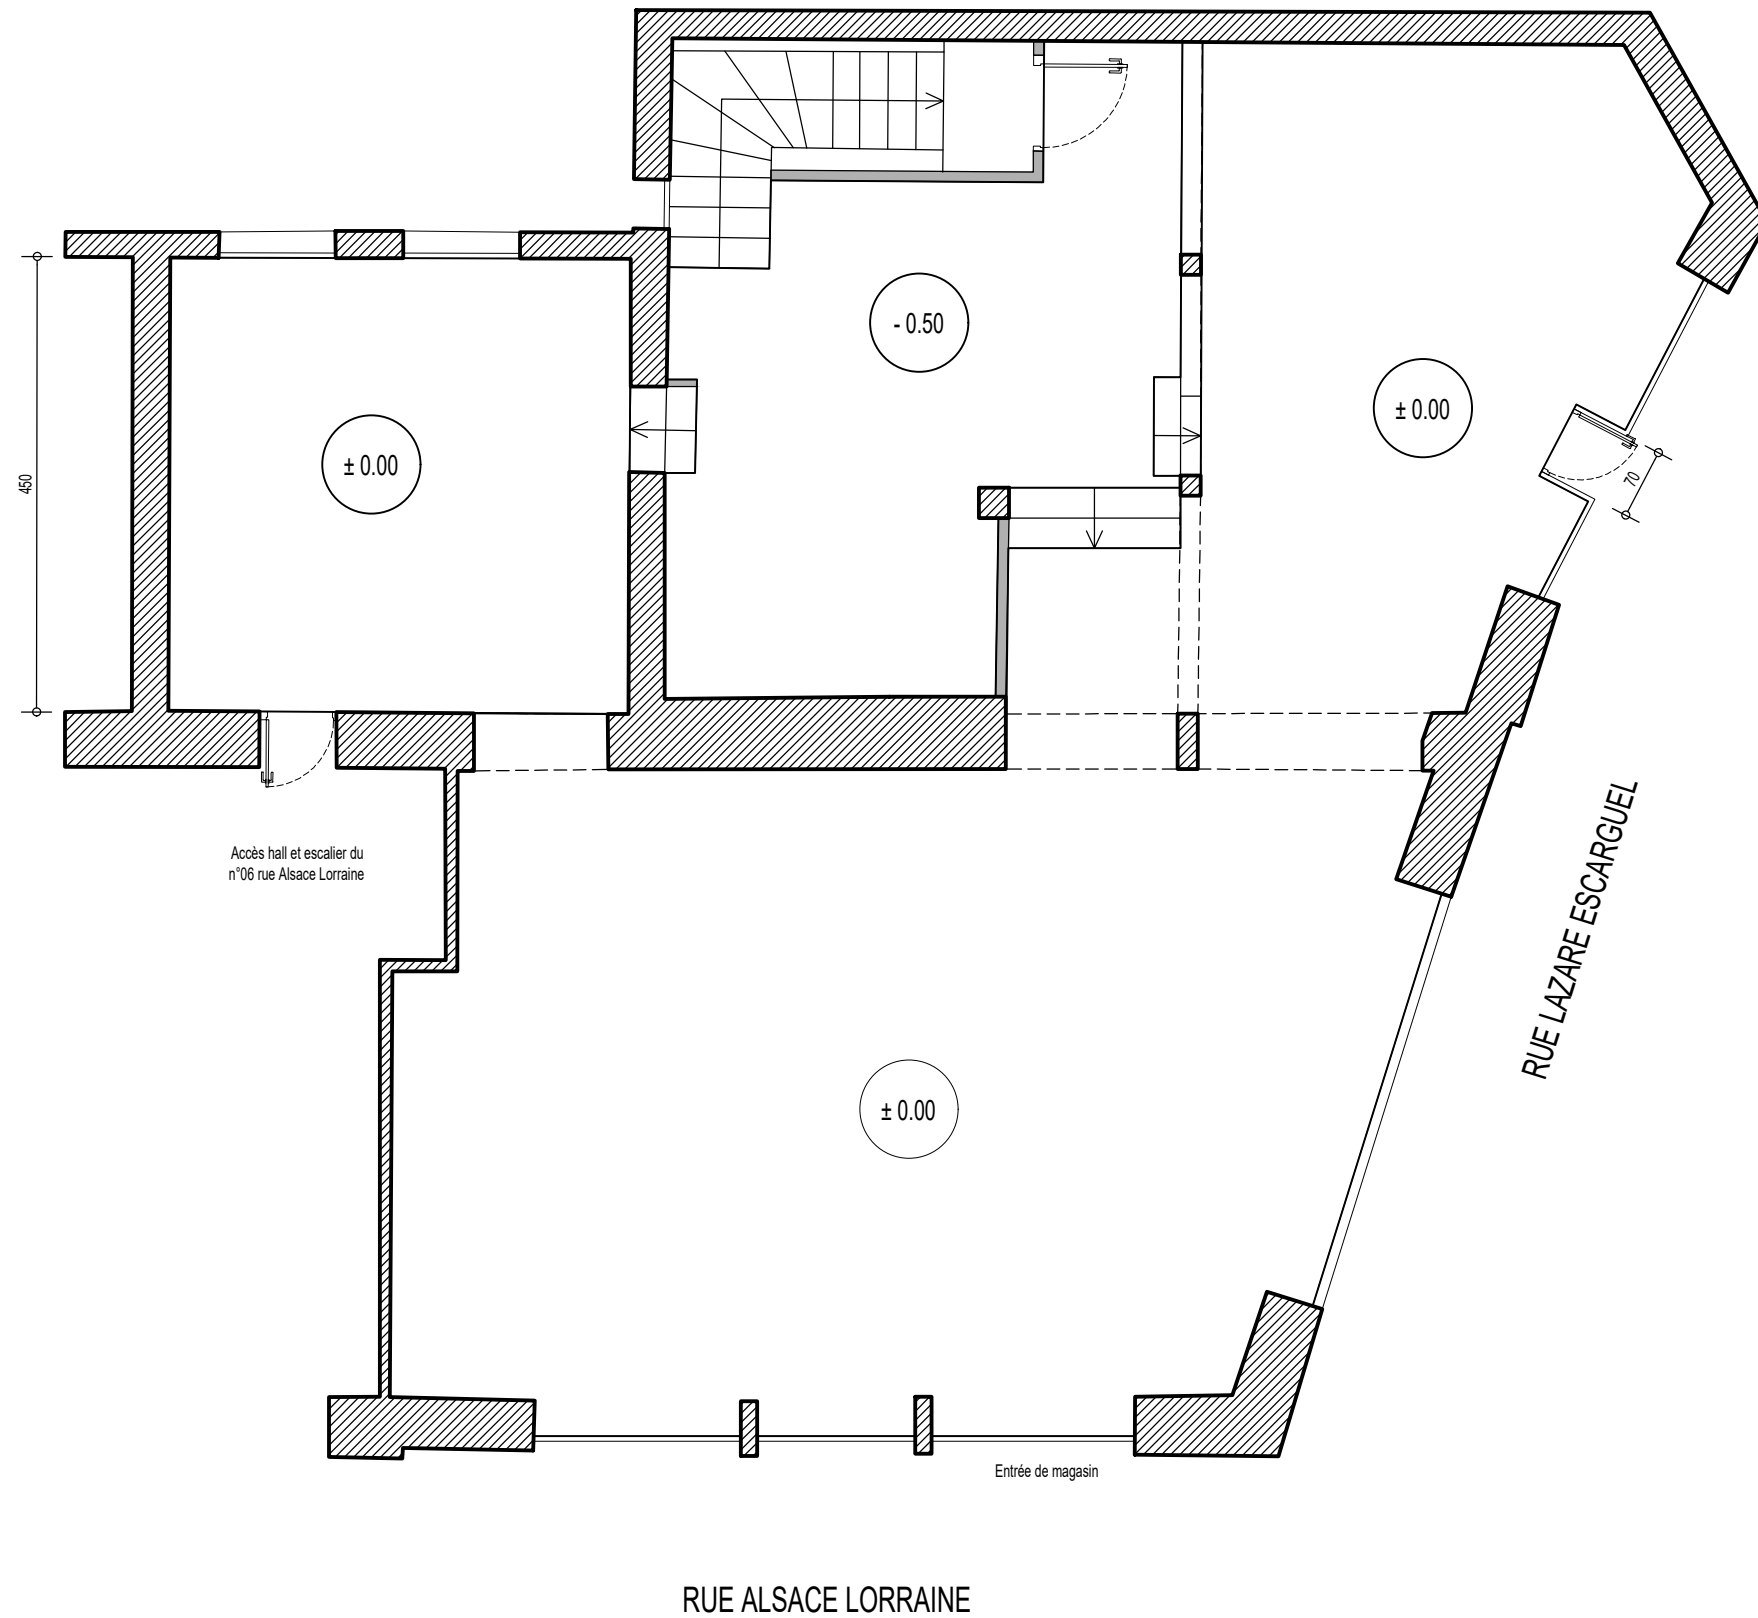 - 0.50
± 0.00
± 0.00
450
70
Accès hall et escalier du
n°06 rue Alsace Lorraine
RUE LAZARE ESCARGUEL
± 0.00
Entrée de magasin
RUE ALSACE LORRAINE